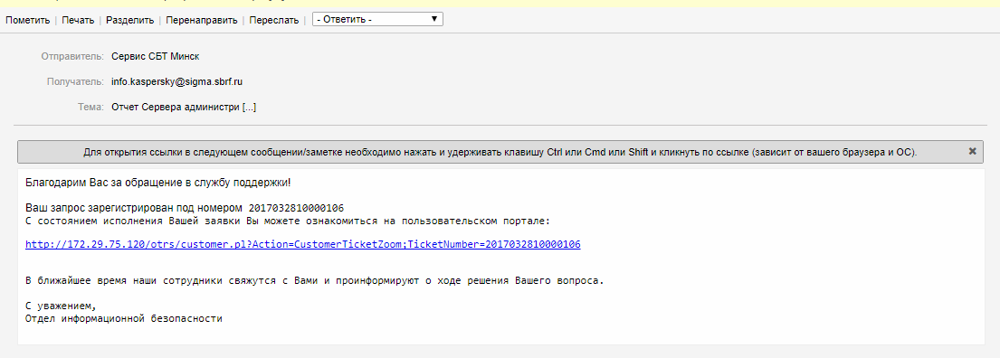 Пометить | Печать | Разделить | Перенаправить | Переслать | - Ответить -
Отправитель: Сервис СБТ Минск
Получатель: info.kaspersky@sigma.sbrf.ru
Тема: Отчет Сервера администри [...]
Для открытия ссылки в следующем сообщении/заметке необходимо нажать и удерживать клавишу Ctrl или Cmd или Shift и кликнуть по ссылке (зависит от вашего браузера и ОС).
Благодарим Вас за обращение в службу поддержки!
Ваш запрос зарегистрирован под номером 2017032810000106
С состоянием исполнения Вашей заявки Вы можете ознакомиться на пользовательском портале:
http://172.29.75.120/otrs/customer.pl?Action=CustomerTicketZoom;TicketNumber=2017032810000106
В ближайшее время наши сотрудники свяжутся с Вами и проинформируют о ходе решения Вашего вопроса.
С уважением,
Отдел информационной безопасности